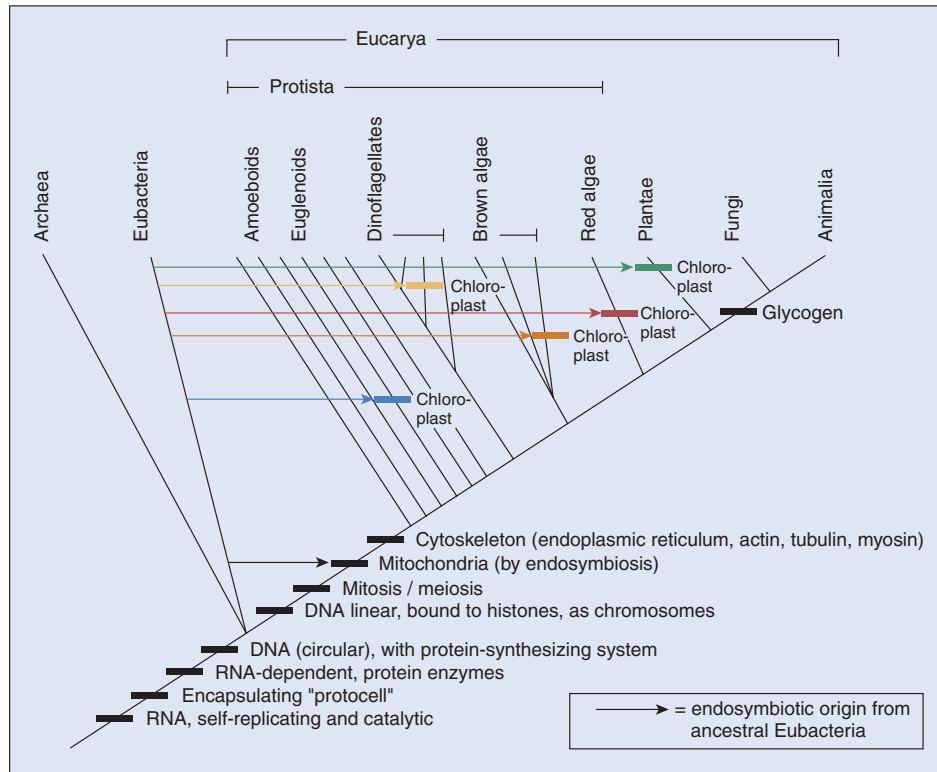 Eucarya
Protista
Archaea
Eubacteria
Amoeboids
Euglenoids
Dinoflagellates
Brown algae
Red algae
Plantae
Fungi
Animalia
Chloro-
plast
Chloro-
plast
Chloro-
plast
Glycogen
Chloro-
plast
Chloro-
plast
Cytoskeleton (endoplasmic reticulum, actin, tubulin, myosin)
Mitochondria (by endosymbiosis)
Mitosis / meiosis
DNA linear, bound to histones, as chromosomes
DNA (circular), with protein-synthesizing system
RNA-dependent, protein enzymes
Encapsulating "protocell"
RNA, self-replicating and catalytic
= endosymbiotic origin from
ancestral Eubacteria